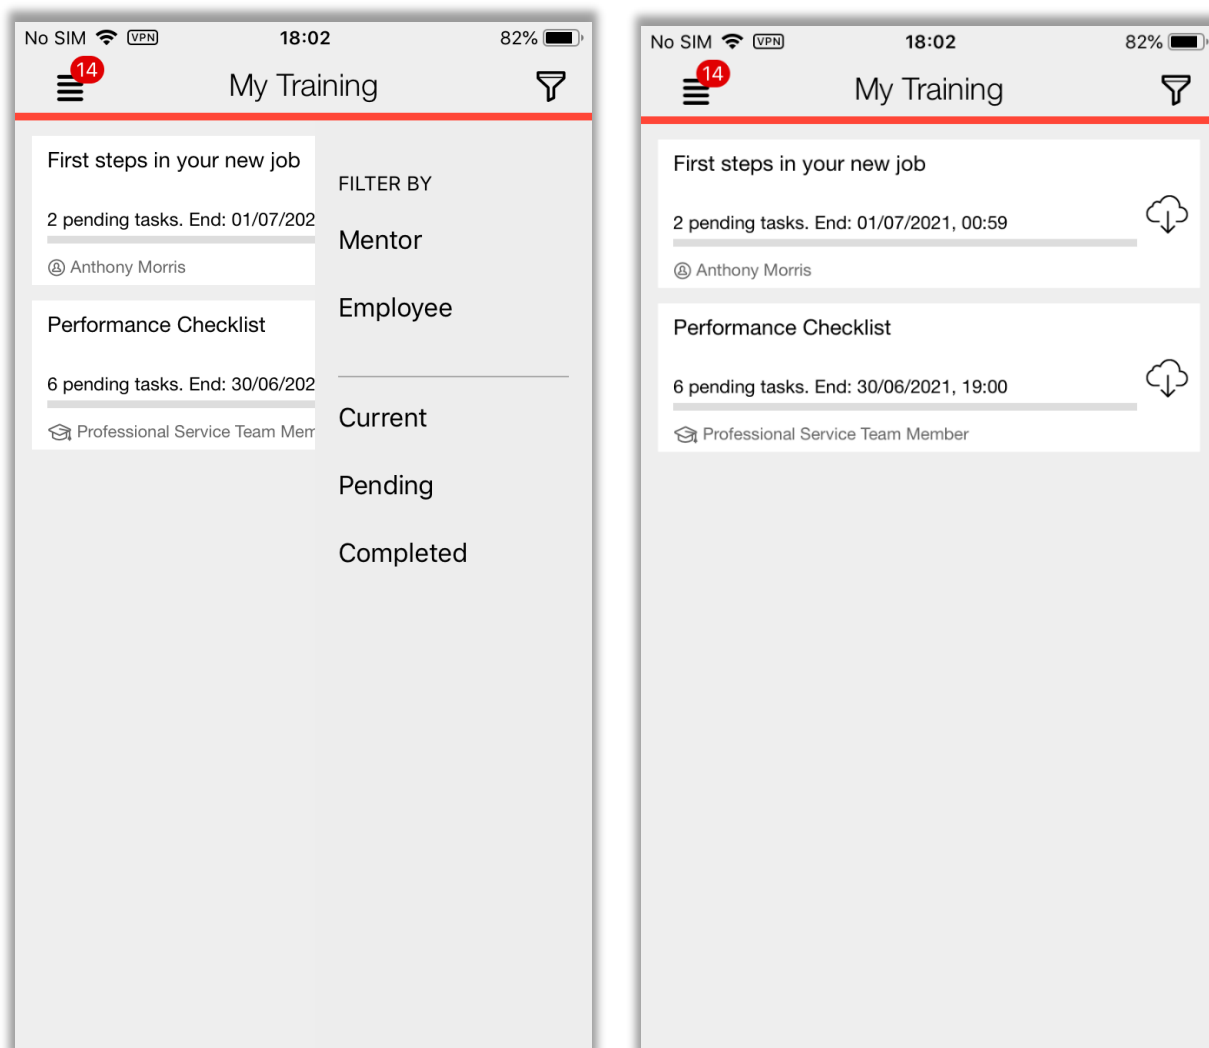 No SIM VPN 18:02 82%
14
My Training
First steps in your new job
2 pending tasks. End: 01/07/202
Anthony Morris
Performance Checklist
6 pending tasks. End: 30/06/202
Professional Service Team Mem
FILTER BY
Mentor
Employee
Current
Pending
Completed
No SIM VPN 18:02 82%
14
My Training
First steps in your new job
2 pending tasks. End: 01/07/2021, 00:59
Anthony Morris
Performance Checklist
6 pending tasks. End: 30/06/2021, 19:00
Professional Service Team Member